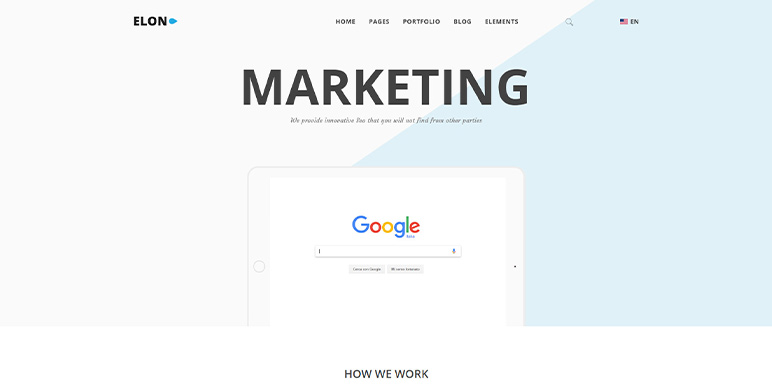 ELON
HOME PAGES PORTFOLIO BLOG ELEMENTS
EN
MARKETING
We provide innovative Seo that you will not find from other parties
Google
Italia
Cerca con Google Mi sento fortunato
HOW WE WORK